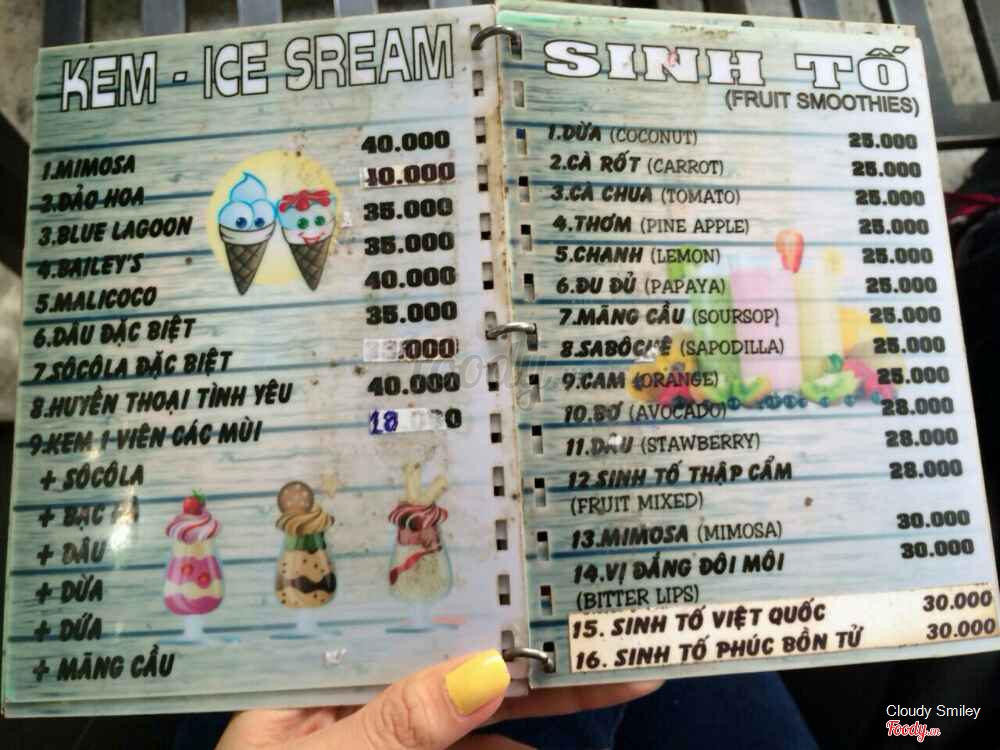 KEM - ICE SREAM
1.MIMOSA 40.000
2.ĐẢO HOA 40.000
3.BLUE LAGOON 35.000
4.BAILEY'S 35.000
5.MALICOCO 40.000
6.DÂU ĐẶC BIỆT 35.000
7.SÔCÔLA ĐẶC BIỆT
8.HUYỀN THOẠI TÌNH YÊU 40.000
9.KEM 1 VIÊN CÁC MÙI
+ SÔCÔLA
+ BẠC
+ DÂU
+ DỪA
+ DỨA
+ MÃNG CẦU
SINH TỐ
(FRUIT SMOOTHIES)
1.DỪA (COCONUT) 25.000
2.CÀ RỐT (CARROT) 25.000
3.CÀ CHUA (TOMATO) 25.000
4.THƠM (PINE APPLE) 25.000
5.CHANH (LEMON) 25.000
6.ĐU ĐỦ (PAPAYA) 25.000
7.MÃNG CẦU (SOURSOP) 25.000
8.SABÔCHÊ (SAPODILLA) 25.000
9.CAM (ORANGE) 25.000
10.BƠ (AVOCADO) 28.000
11.DÂU (STAWBERRY) 28.000
12.SINH TỐ THẬP CẨM 28.000
(FRUIT MIXED)
13.MIMOSA (MIMOSA) 30.000
14.VỊ ĐẮNG ĐÔI MÔI 30.000
(BITTER LIPS)
15. SINH TỐ VIỆT QUỐC 30.000
16. SINH TỐ PHÚC BỒN TỬ 30.000
Foody
Cloudy Smiley
Foody.vn